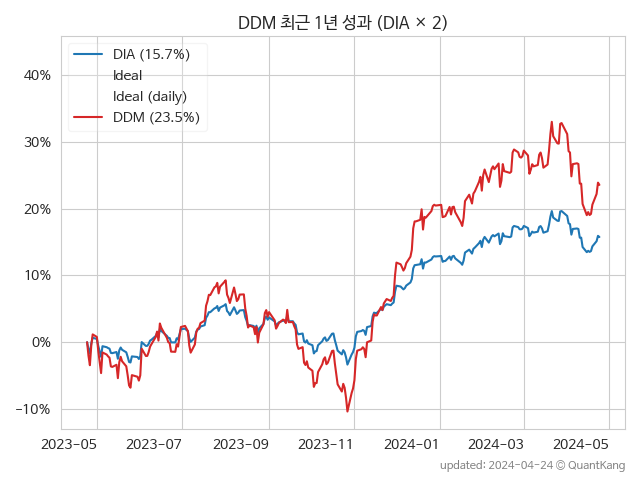 DDM 최근 1년 성과 (DIA × 2)
DIA (15.7%)
Ideal
Ideal (daily)
DDM (23.5%)
40%
30%
20%
10%
0%
−10%
2023−05
2023−07
2023−09
2023−11
2024−01
2024−03
2024−05
updated: 2024−04−24 © QuantKang